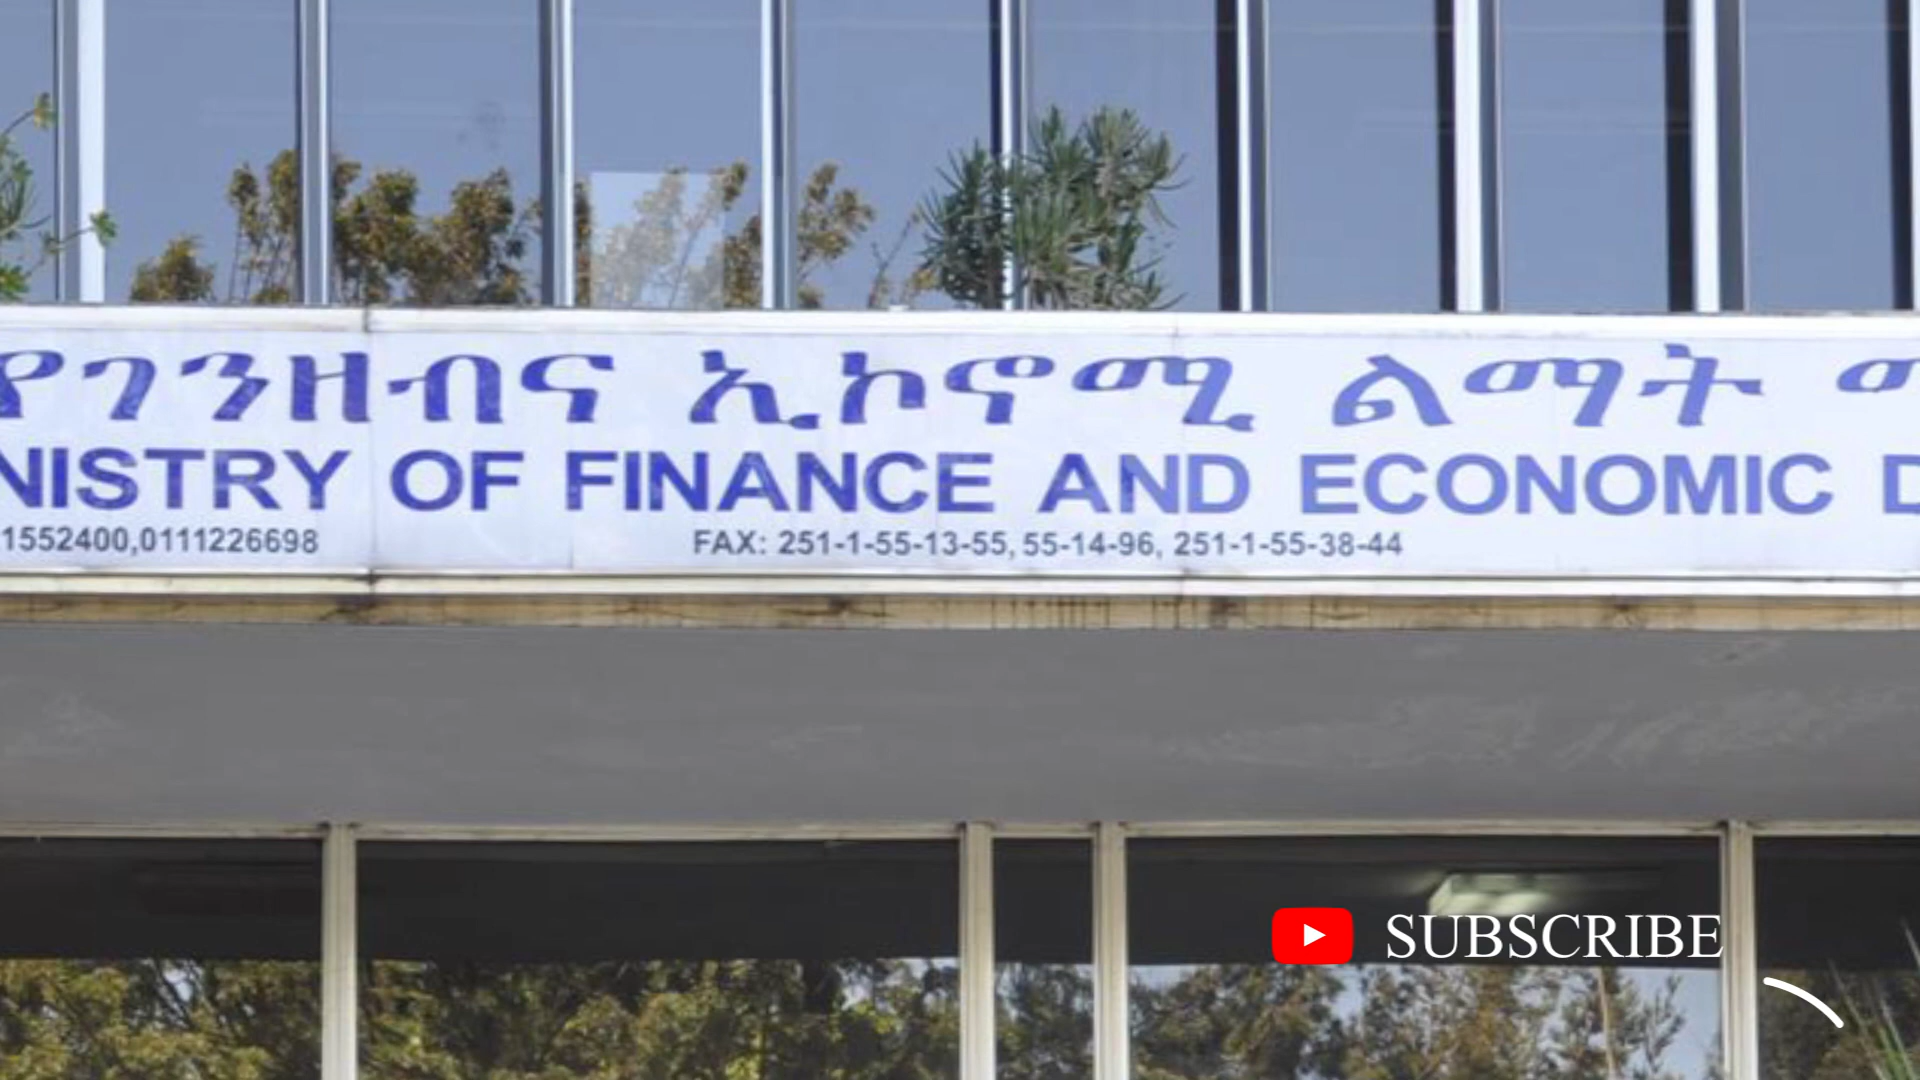 የገንዘብና ኢኮኖሚ ልማት
NISTRY OF FINANCE AND ECONOMIC D
1552400,0111226698 FAX: 251-1-55-13-55, 55-14-96, 251-1-55-38-44
SUBSCRIBE